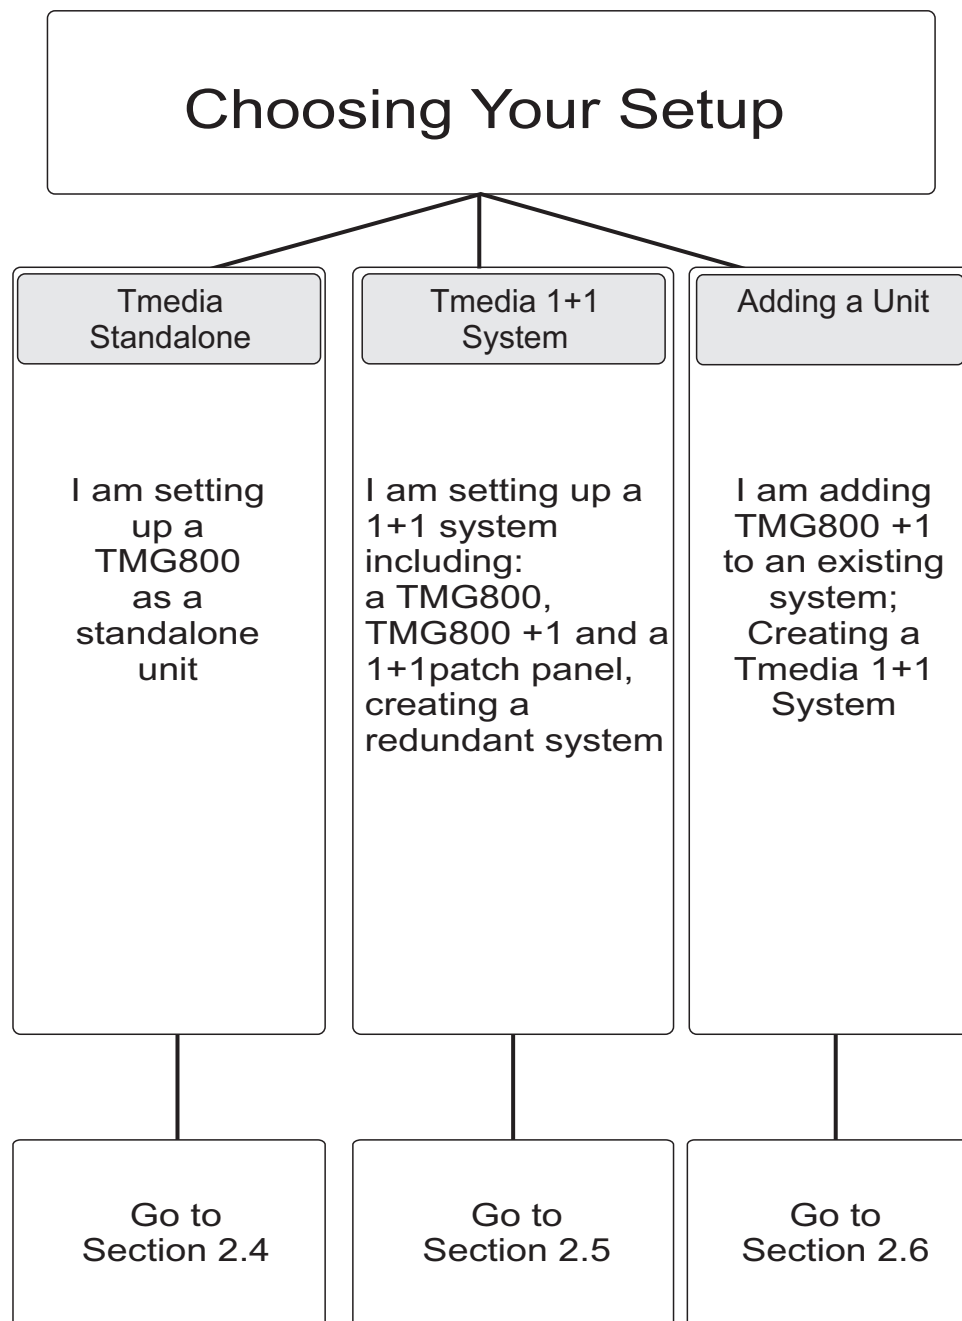 Choosing Your Setup
Tmedia
Standalone
I am setting
up a
TMG800
as a
standalone
unit
Go to
Section 2.4
Tmedia 1+1
System
I am setting up a
1+1 system
including:
a TMG800,
TMG800 +1 and a
1+1patch panel,
creating a
redundant system
Go to
Section 2.5
Adding a Unit
I am adding
TMG800 +1
to an existing
system;
Creating a
Tmedia 1+1
System
Go to
Section 2.6